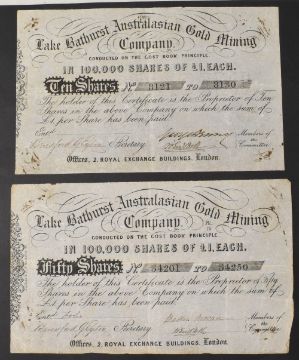 Lake Bathurst Australasian Gold Mining
Company.
CONDUCTED ON THE COST BOOK PRINCIPLE
IN 100,000 SHARES OF £1. EACH.
Ten Shares. 3121 TO 3130
The holder of this Certificate is the Proprietor of Ten
Shares in the above Company on which the sum of
£1 per Share has been paid.
Secretary
Members of
the
Committee
Offices, 2, ROYAL EXCHANGE BUILDINGS, London.
Lake Bathurst Australasian Gold Mining
Company.
CONDUCTED ON THE COST BOOK PRINCIPLE
IN 100,000 SHARES OF £1. EACH.
Fifty Shares. 54201 TO 54250
The holder of this Certificate is the Proprietor of Fifty
Shares in the above Company on which the sum of
£1 per Share has been paid.
Secretary
Members of
the
Committee
Offices, 2, ROYAL EXCHANGE BUILDINGS, London.